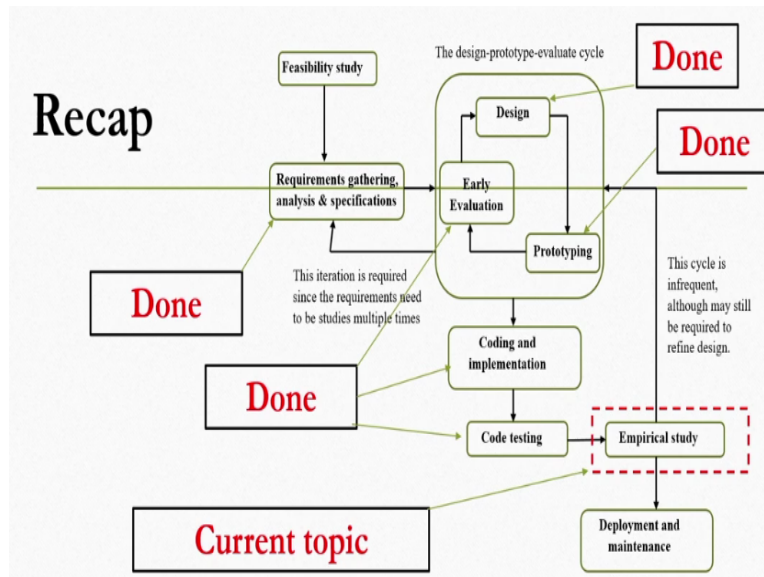 Recap
Feasibility study
The design-prototype-evaluate cycle
Done
Design
Done
Requirements gathering,
analysis & specifications
Early
Evaluation
Prototyping
Done
This iteration is required
since the requirements need
to be studies multiple times
This cycle is
infrequent,
although may still
be required to
refine design.
Coding and
implementation
Done
Code testing
Empirical study
Current topic
Deployment and
maintenance